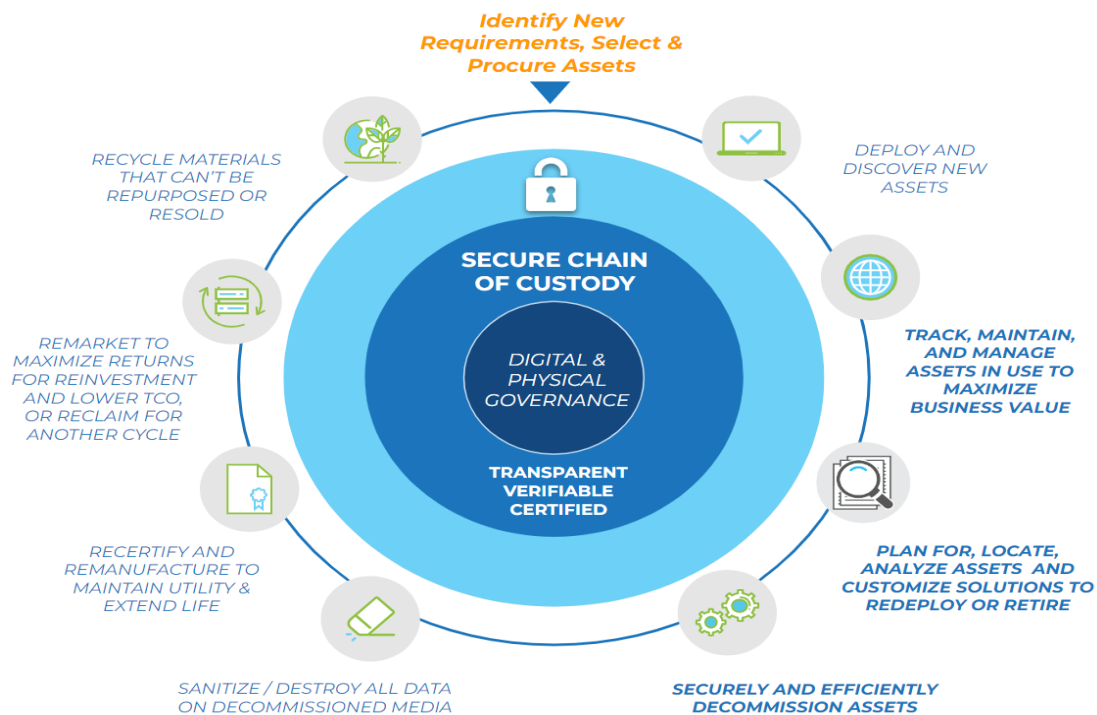 Identify New
Requirements, Select &
Procure Assets
DEPLOY AND
DISCOVER NEW
ASSETS
TRACK, MAINTAIN,
AND MANAGE
ASSETS IN USE TO
MAXIMIZE
BUSINESS VALUE
PLAN FOR, LOCATE,
ANALYZE ASSETS AND
CUSTOMIZE SOLUTIONS TO
REDEPLOY OR RETIRE
SECURELY AND EFFICIENTLY
DECOMMISSION ASSETS
SANITIZE / DESTROY ALL DATA
ON DECOMMISSIONED MEDIA
RECERTIFY AND
REMANUFACTURE TO
MAINTAIN UTILITY &
EXTEND LIFE
REMARKET TO
MAXIMIZE RETURNS
FOR REINVESTMENT
AND LOWER TCO,
OR RECLAIM FOR
ANOTHER CYCLE
RECYCLE MATERIALS
THAT CAN'T BE
REPURPOSED OR
RESOLD
SECURE CHAIN
OF CUSTODY
DIGITAL &
PHYSICAL
GOVERNANCE
TRANSPARENT
VERIFIABLE
CERTIFIED